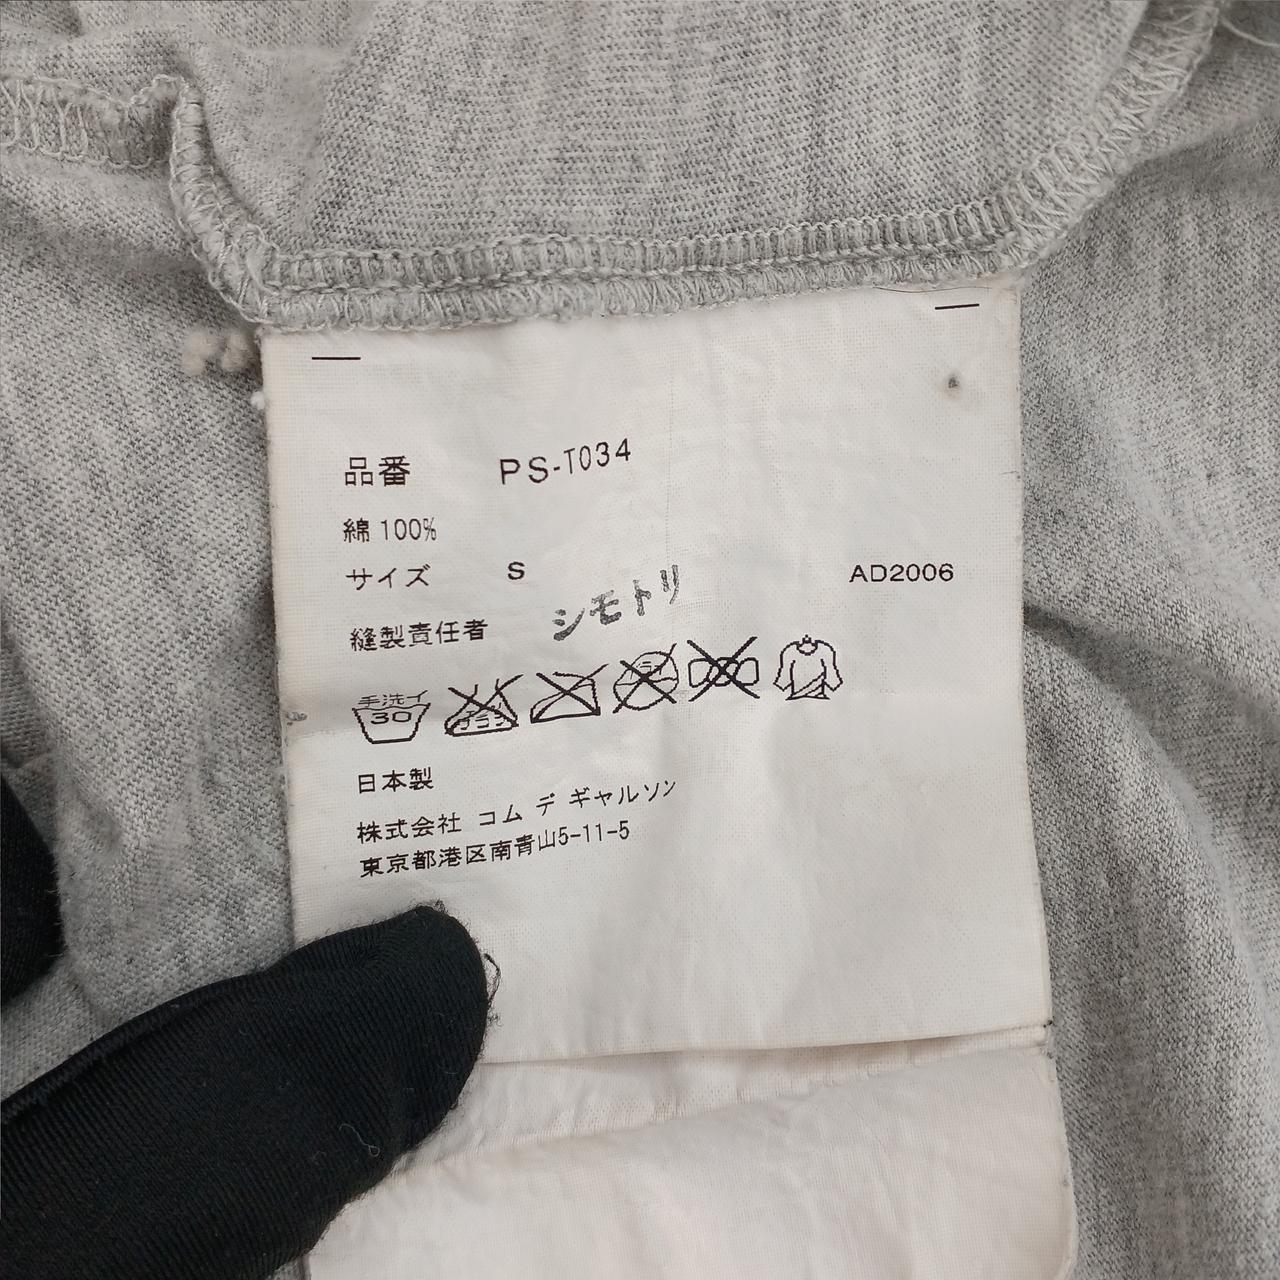 品番 PS-T034
綿 100%
サイズ S AD2006
縫製責任者 シモトリ
手洗イ
30
日本製
株式会社 コム デ ギャルソン
東京都港区南青山5-11-5